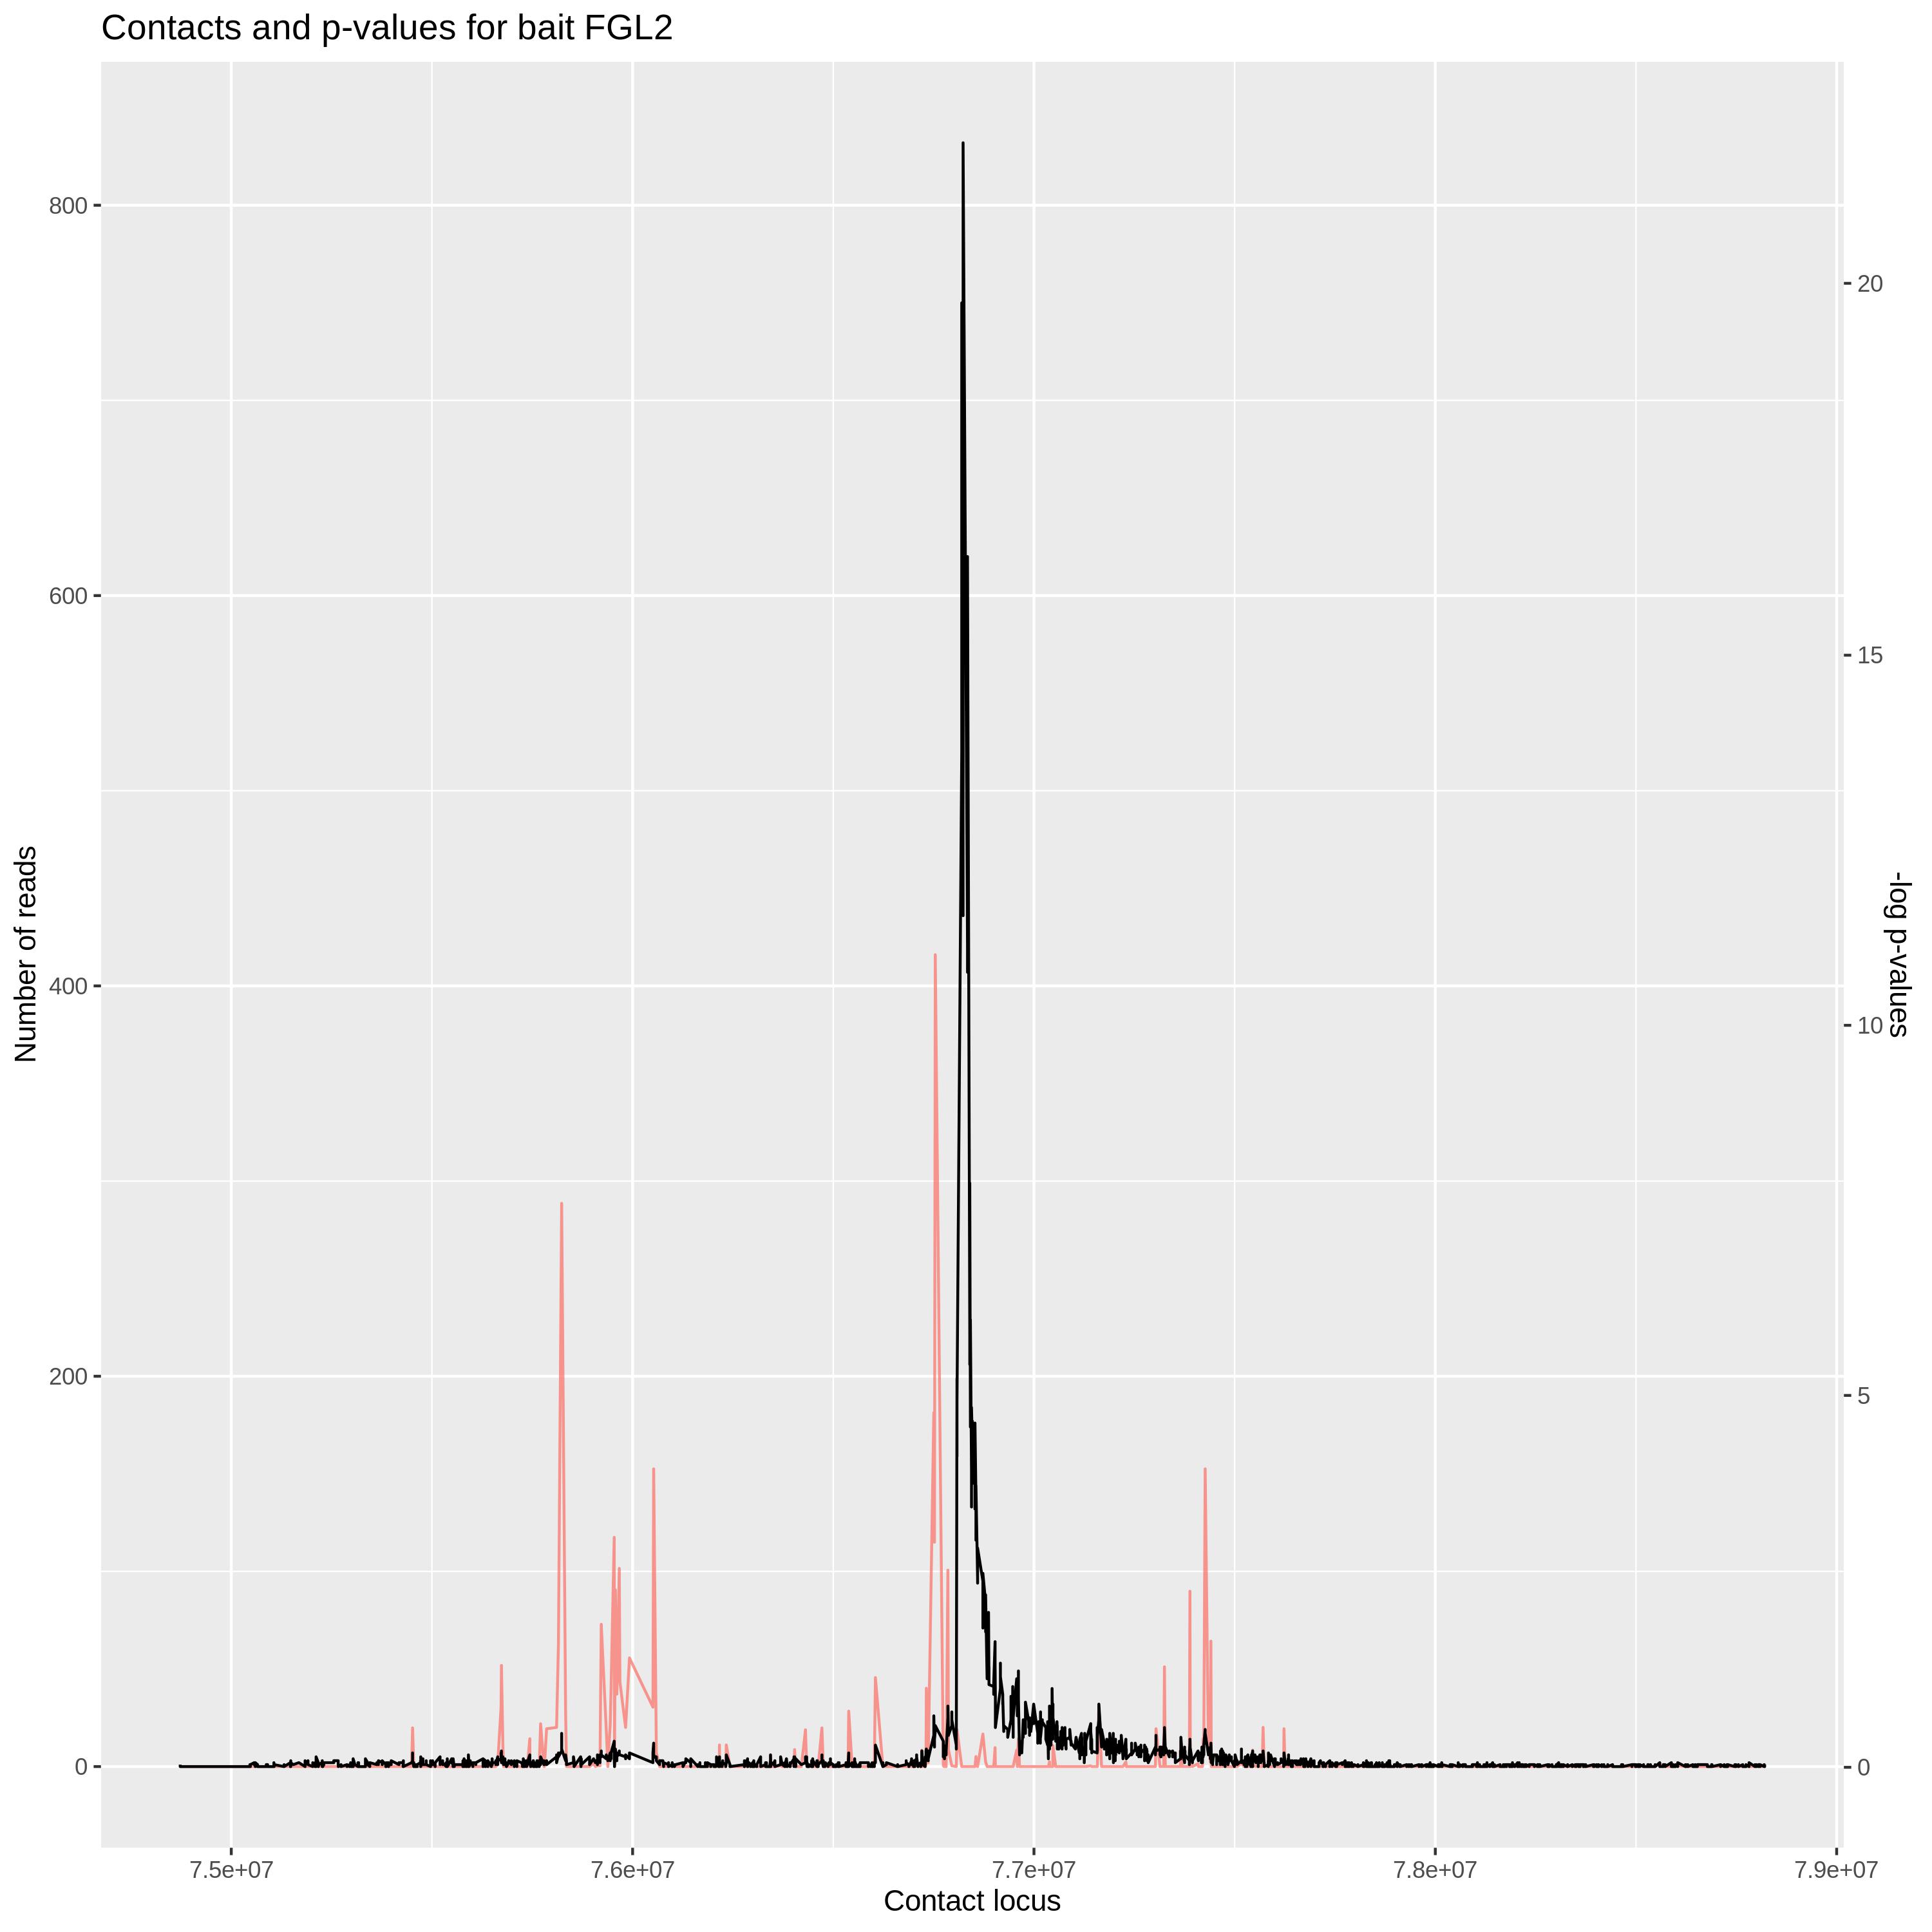 Contacts and p-values for bait FGL2
Number of reads
800
600
400
200
0
20
15
10
5
0
-log p-values
7.5e+07 7.6e+07 7.7e+07 7.8e+07 7.9e+07
Contact locus